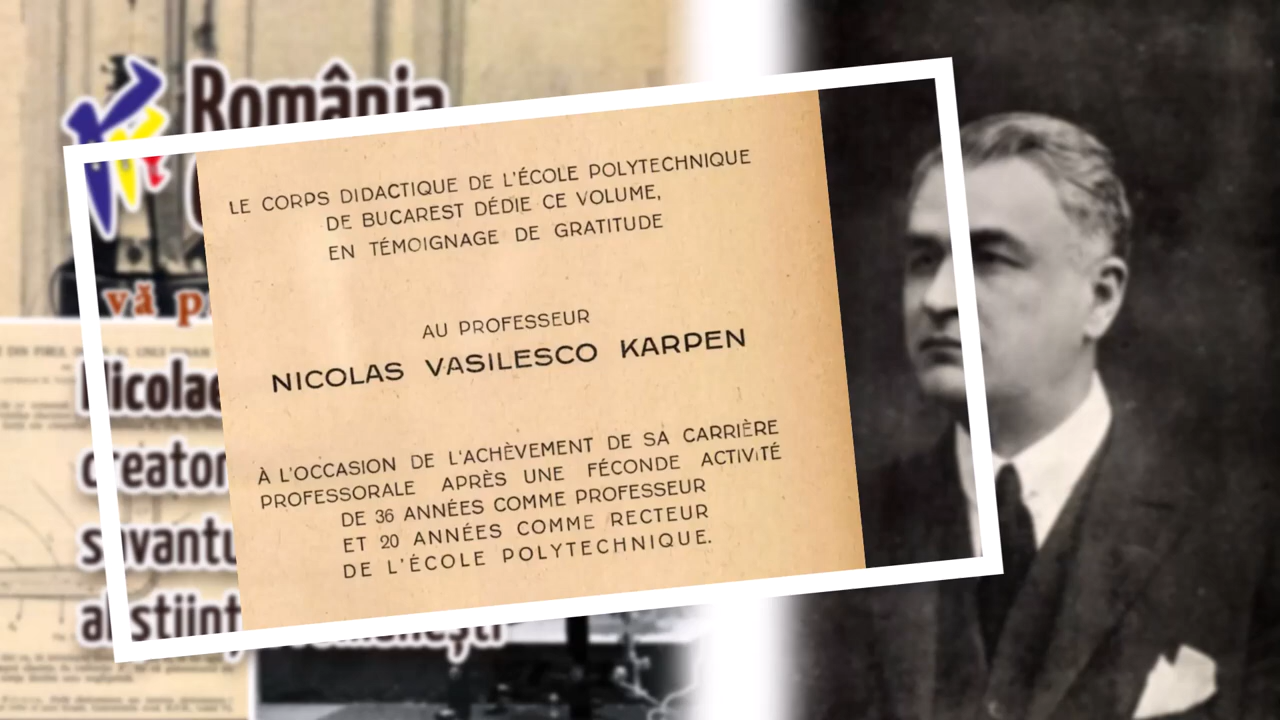 România
vă p
LE CORPS DIDACTIQUE DE L'ÉCOLE POLYTECHNIQUE
DE BUCAREST DÉDIE CE VOLUME,
EN TÉMOIGNAGE DE GRATITUDE
AU PROFESSEUR
NICOLAS VASILESCO KARPEN
À L'OCCASION DE L'ACHÈVEMENT DE SA CARRIÈRE
PROFESSORALE APRÈS UNE FÉCONDE ACTIVITÉ
DE 36 ANNÉES COMME PROFESSEUR
ET 20 ANNÉES COMME RECTEUR
DE L'ÉCOLE POLYTECHNIQUE.
Nicolae
creator
savantu
al științ